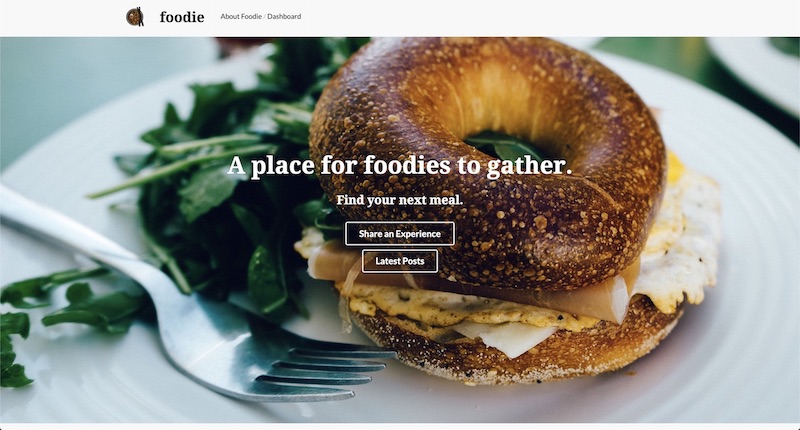 foodie
About Foodie / Dashboard
A place for foodies to gather.
Find your next meal.
Share an Experience
Latest Posts